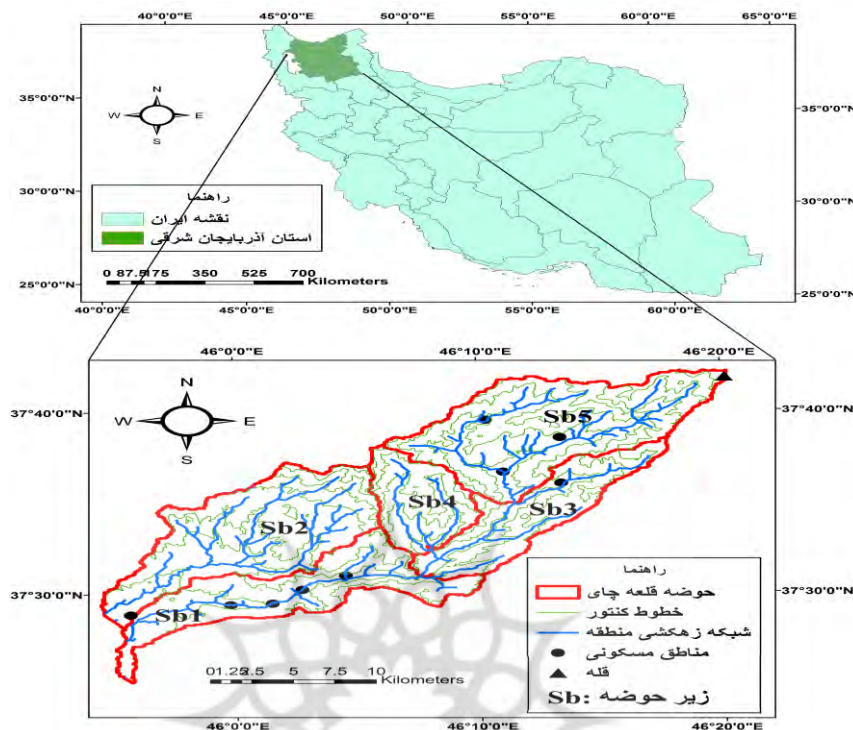 40°0'0"E 45°0'0"E 50°0'0"E 55°0'0"E 60°0'0"E 65°0'0"E
N
W E
S
35°0'0"N 35°0'0"N
30°0'0"N 30°0'0"N
25°0'0"N 25°0'0"N
راهنما
نقشه ایران
استان آذربایجان شرقی
0 87.5175 350 525 700
Kilometers
40°0'0"E 45°0'0"E 50°0'0"E 55°0'0"E 60°0'0"E
46°0'0"E 46°10'0"E 46°20'0"E
N
W E
S
37°40'0"N 37°40'0"N
Sb5
Sb4
Sb3
Sb2
37°30'0"N 37°30'0"N
Sb1
راهنما
حوضه قلعه چای
خطوط کنتور
شبکه زهکشی منطقه
مناطق مسکونی
قله
Sb: زیر حوضه
01.252.5 5 7.5 10
Kilometers
46°0'0"E 46°10'0"E 46°20'0"E